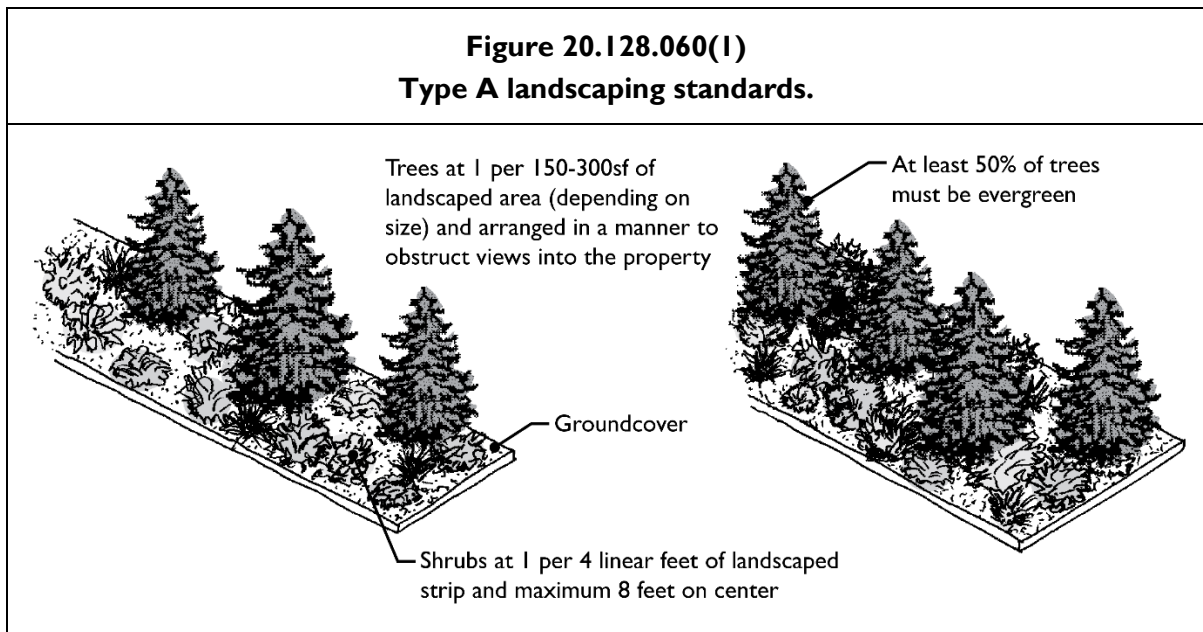 Figure 20.128.060(1)
Type A landscaping standards.
Trees at 1 per 150-300sf of
landscaped area (depending on
size) and arranged in a manner to
obstruct views into the property
At least 50% of trees
must be evergreen
Groundcover
Shrubs at 1 per 4 linear feet of landscaped
strip and maximum 8 feet on center